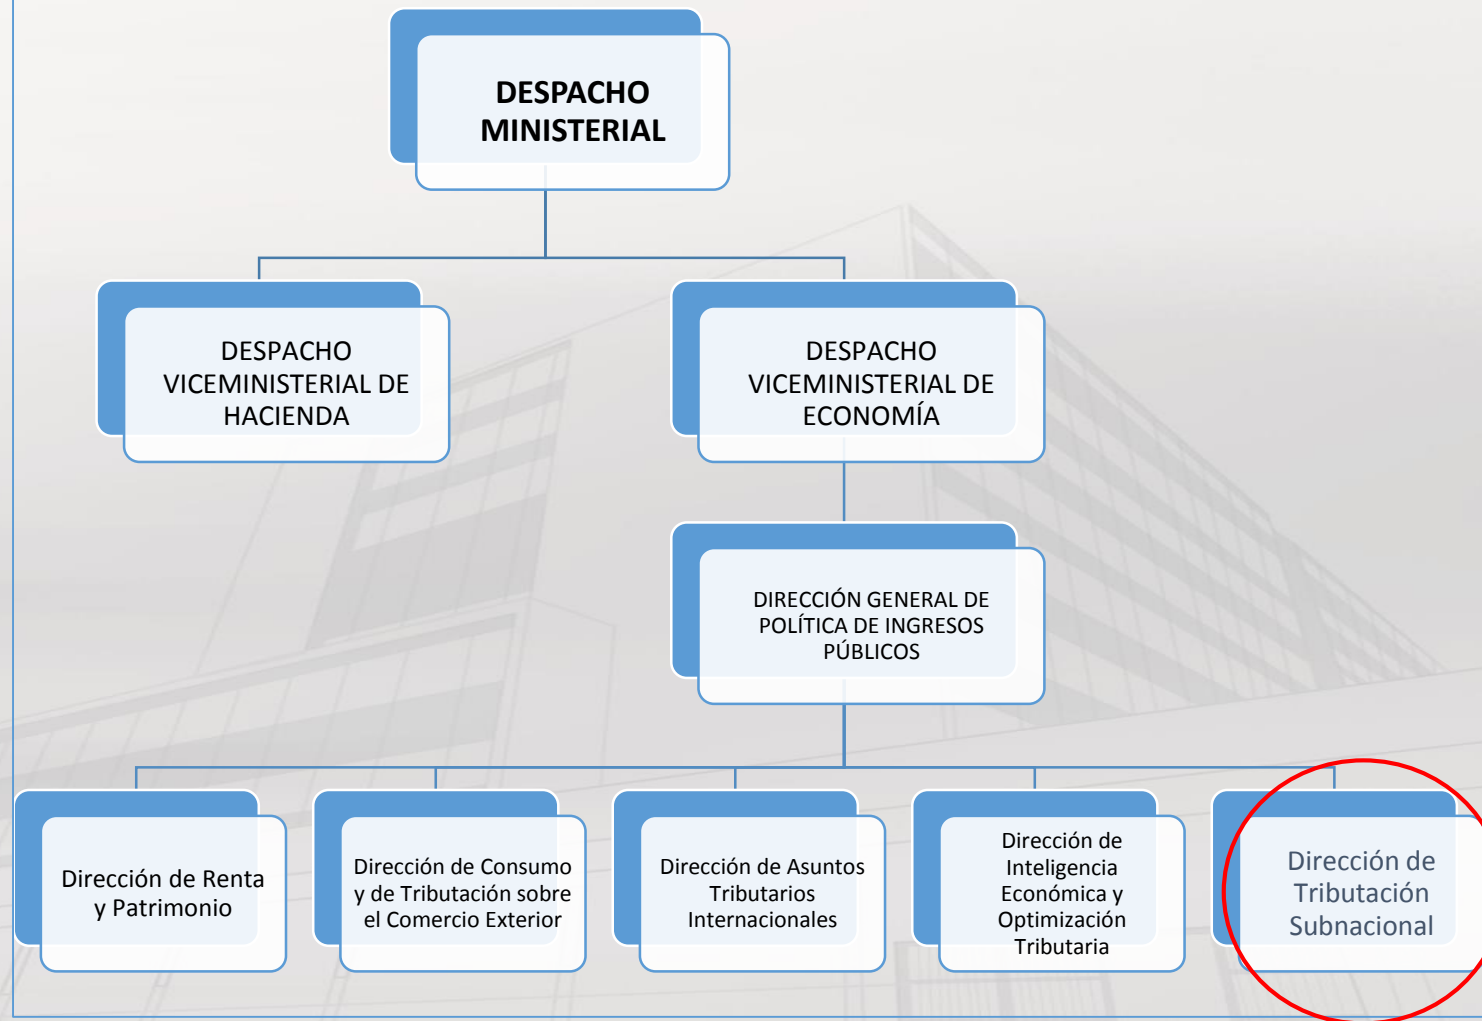 DESPACHO
MINISTERIAL
DESPACHO
VICEMINISTERIAL DE
HACIENDA
DESPACHO
VICEMINISTERIAL DE
ECONOMÍA
DIRECCIÓN GENERAL DE
POLÍTICA DE INGRESOS
PÚBLICOS
Dirección de Renta
y Patrimonio
Dirección de Consumo
y de Tributación sobre
el Comercio Exterior
Dirección de Asuntos
Tributarios
Internacionales
Dirección de
Inteligencia
Económica y
Optimización
Tributaria
Dirección de
Tributación
Subnacional